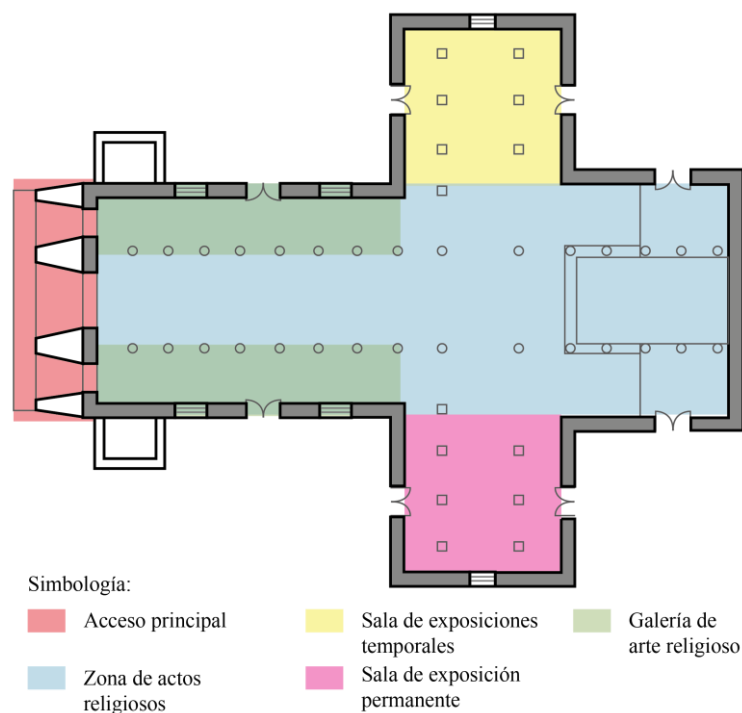 Simbología:
Acceso principal
Sala de exposiciones
temporales
Galería de
arte religioso
Zona de actos
religiosos
Sala de exposición
permanente